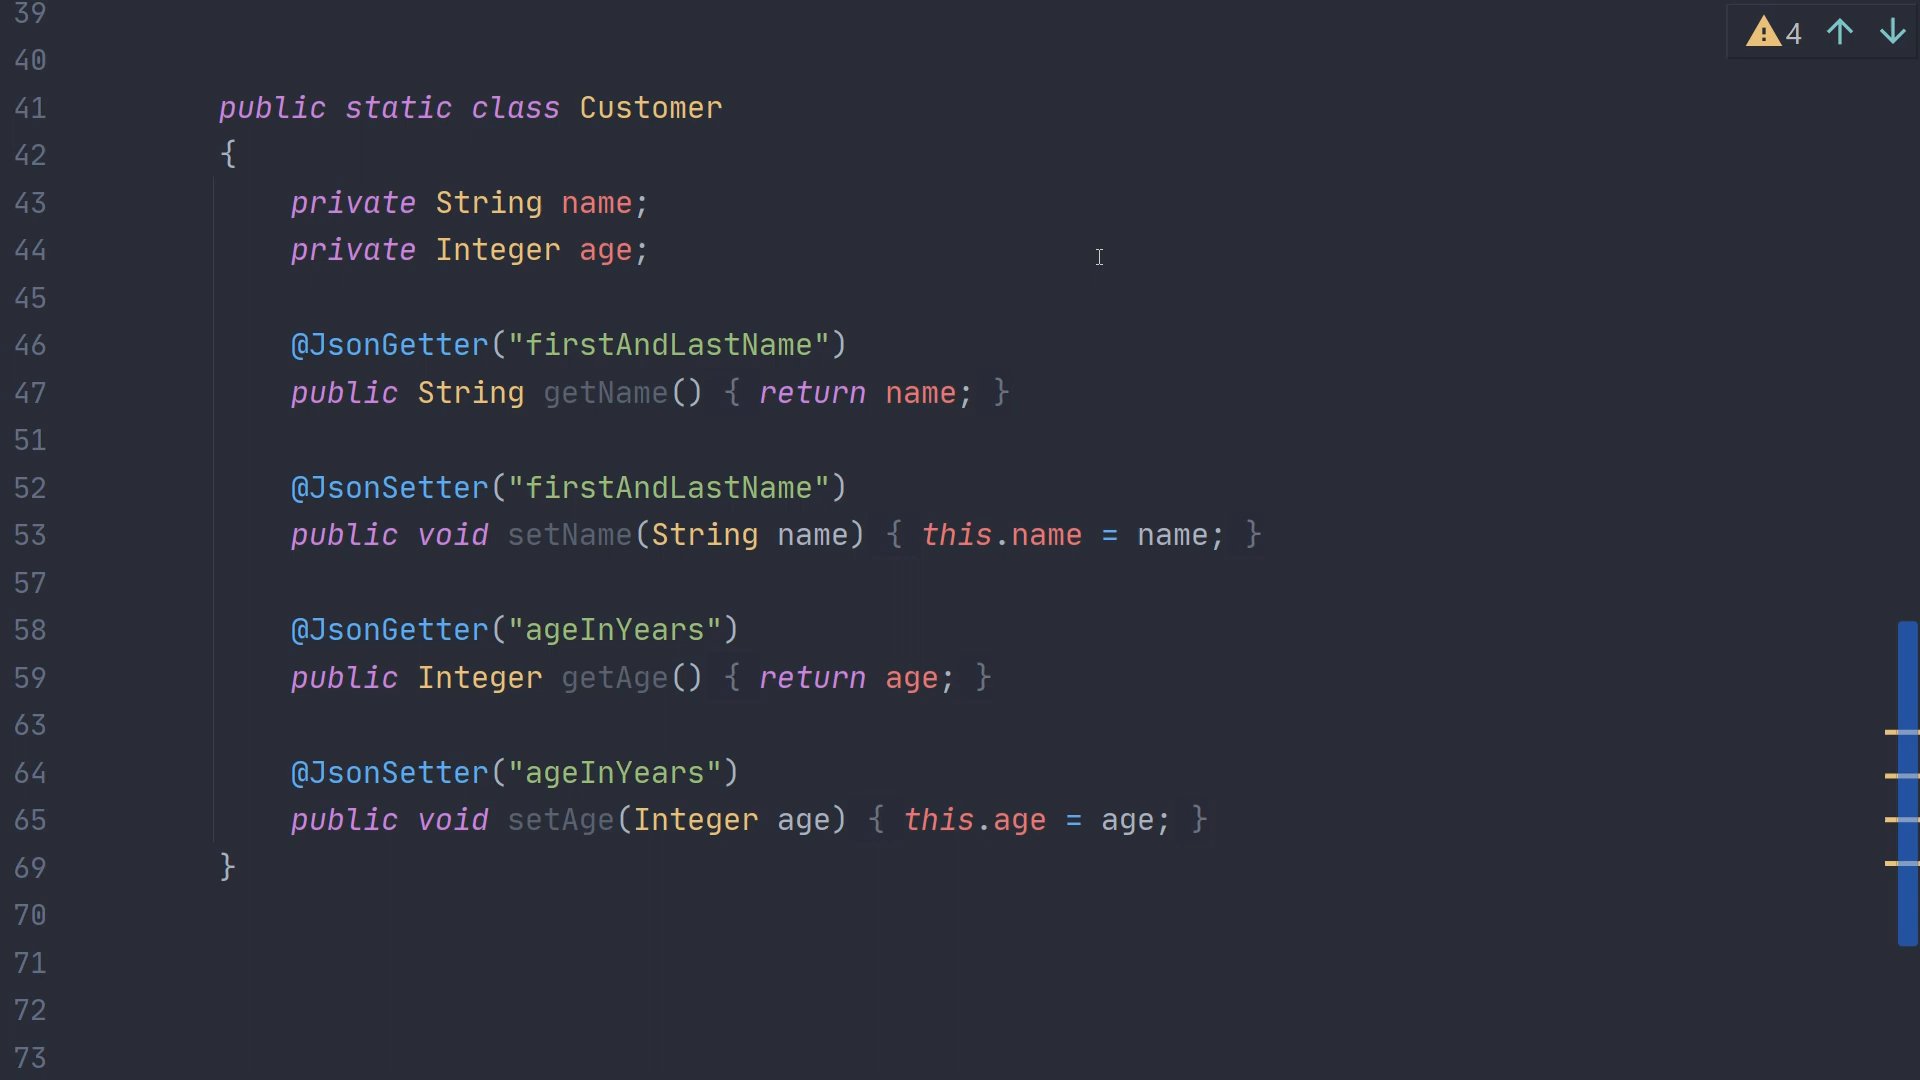 39
4
40
41 public static class Customer
42 {
43 private String name;
44 private Integer age;
45
46 @JsonGetter("firstAndLastName")
47 public String getName() { return name; }
51
52 @JsonSetter("firstAndLastName")
53 public void setName(String name) { this.name = name; }
57
58 @JsonGetter("ageInYears")
59 public Integer getAge() { return age; }
63
64 @JsonSetter("ageInYears")
65 public void setAge(Integer age) { this.age = age; }
69 }
70
71
72
73